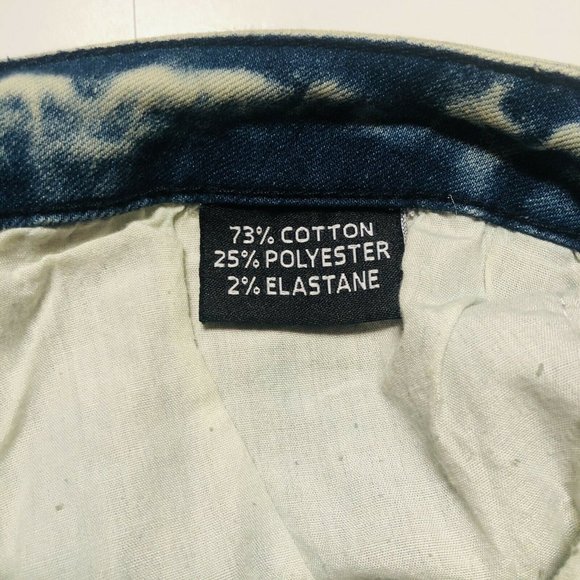 73% COTTON
25% POLYESTER
2% ELASTANE